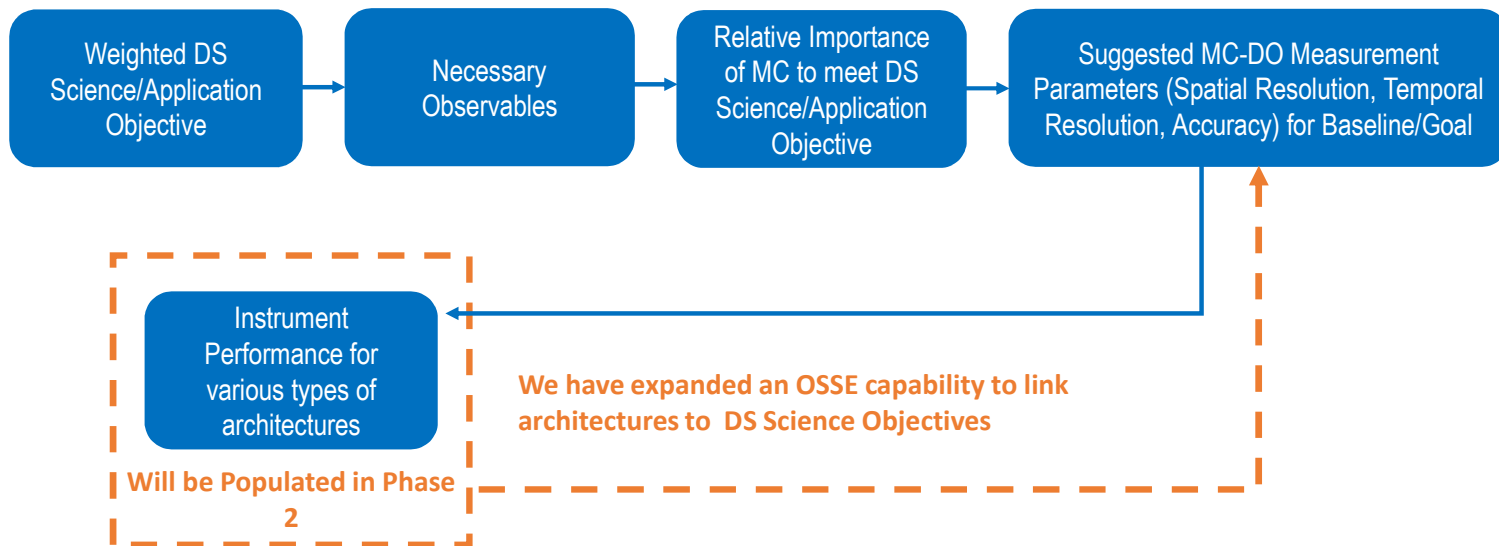 Weighted DS
Science/Application
Objective
Necessary
Observables
Relative Importance
of MC to meet DS
Science/Application
Objective
Suggested MC-DO Measurement
Parameters (Spatial Resolution, Temporal
Resolution, Accuracy) for Baseline/Goal
Instrument
Performance for
various types of
architectures
We have expanded an OSSE capability to link
architectures to DS Science Objectives
Will be Populated in Phase
2